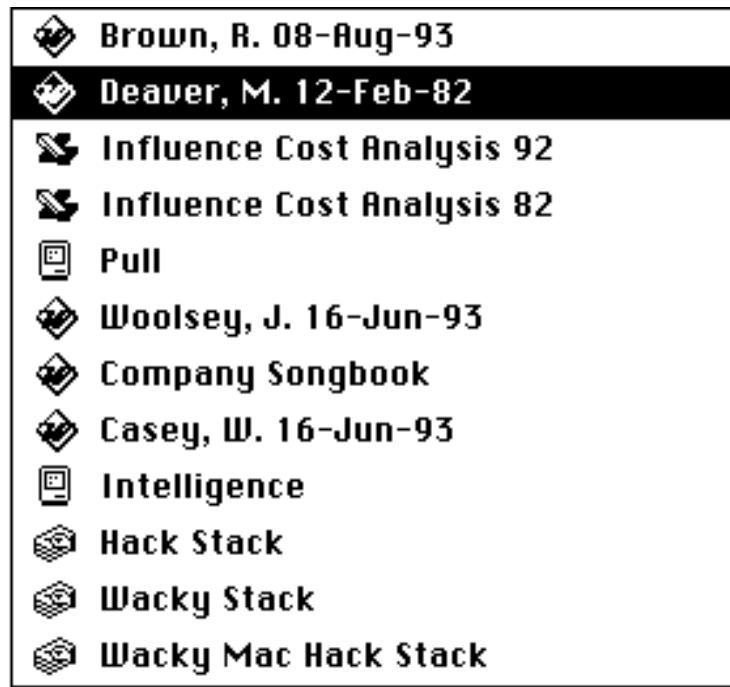 Brown, R. 08-Aug-93
Deaver, M. 12-Feb-82
Influence Cost Analysis 92
Influence Cost Analysis 82
Pull
Woolsey, J. 16-Jun-93
Company Songbook
Casey, W. 16-Jun-93
Intelligence
Hack Stack
Wacky Stack
Wacky Mac Hack Stack